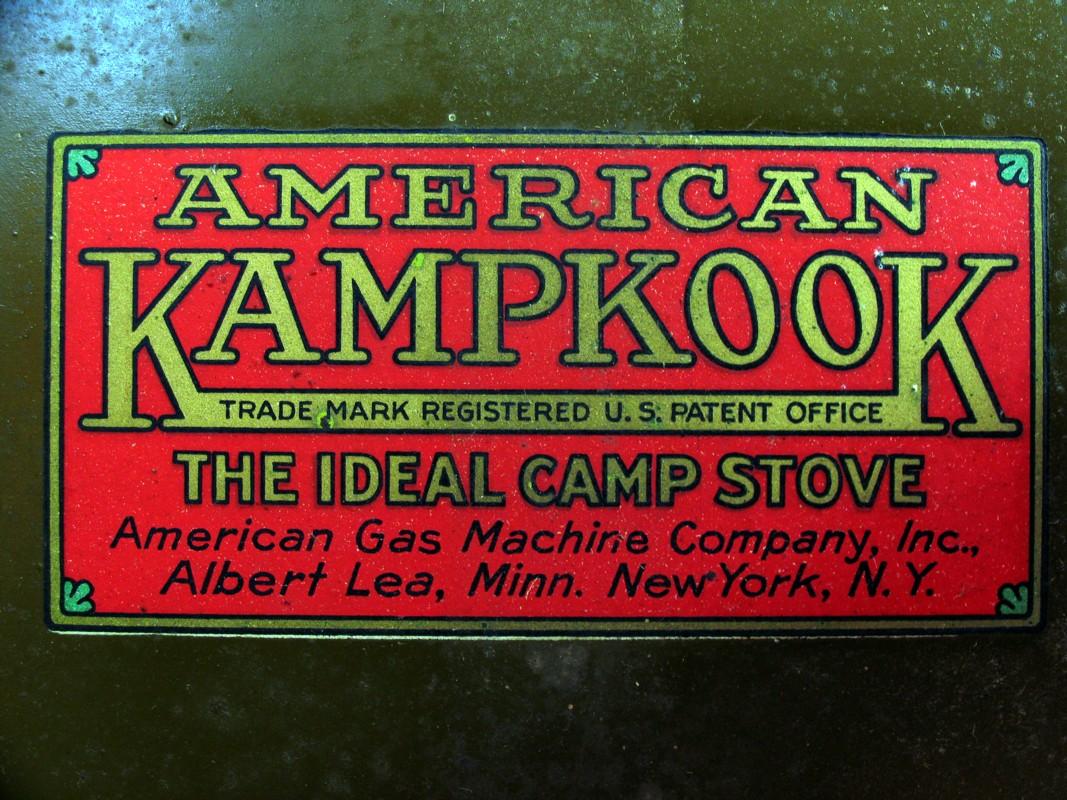 AMERICAN
KAMPKOOK
TRADE MARK REGISTERED U.S. PATENT OFFICE
THE IDEAL CAMP STOVE
American Gas Machine Company, Inc.,
Albert Lea, Minn. New York, N.Y.